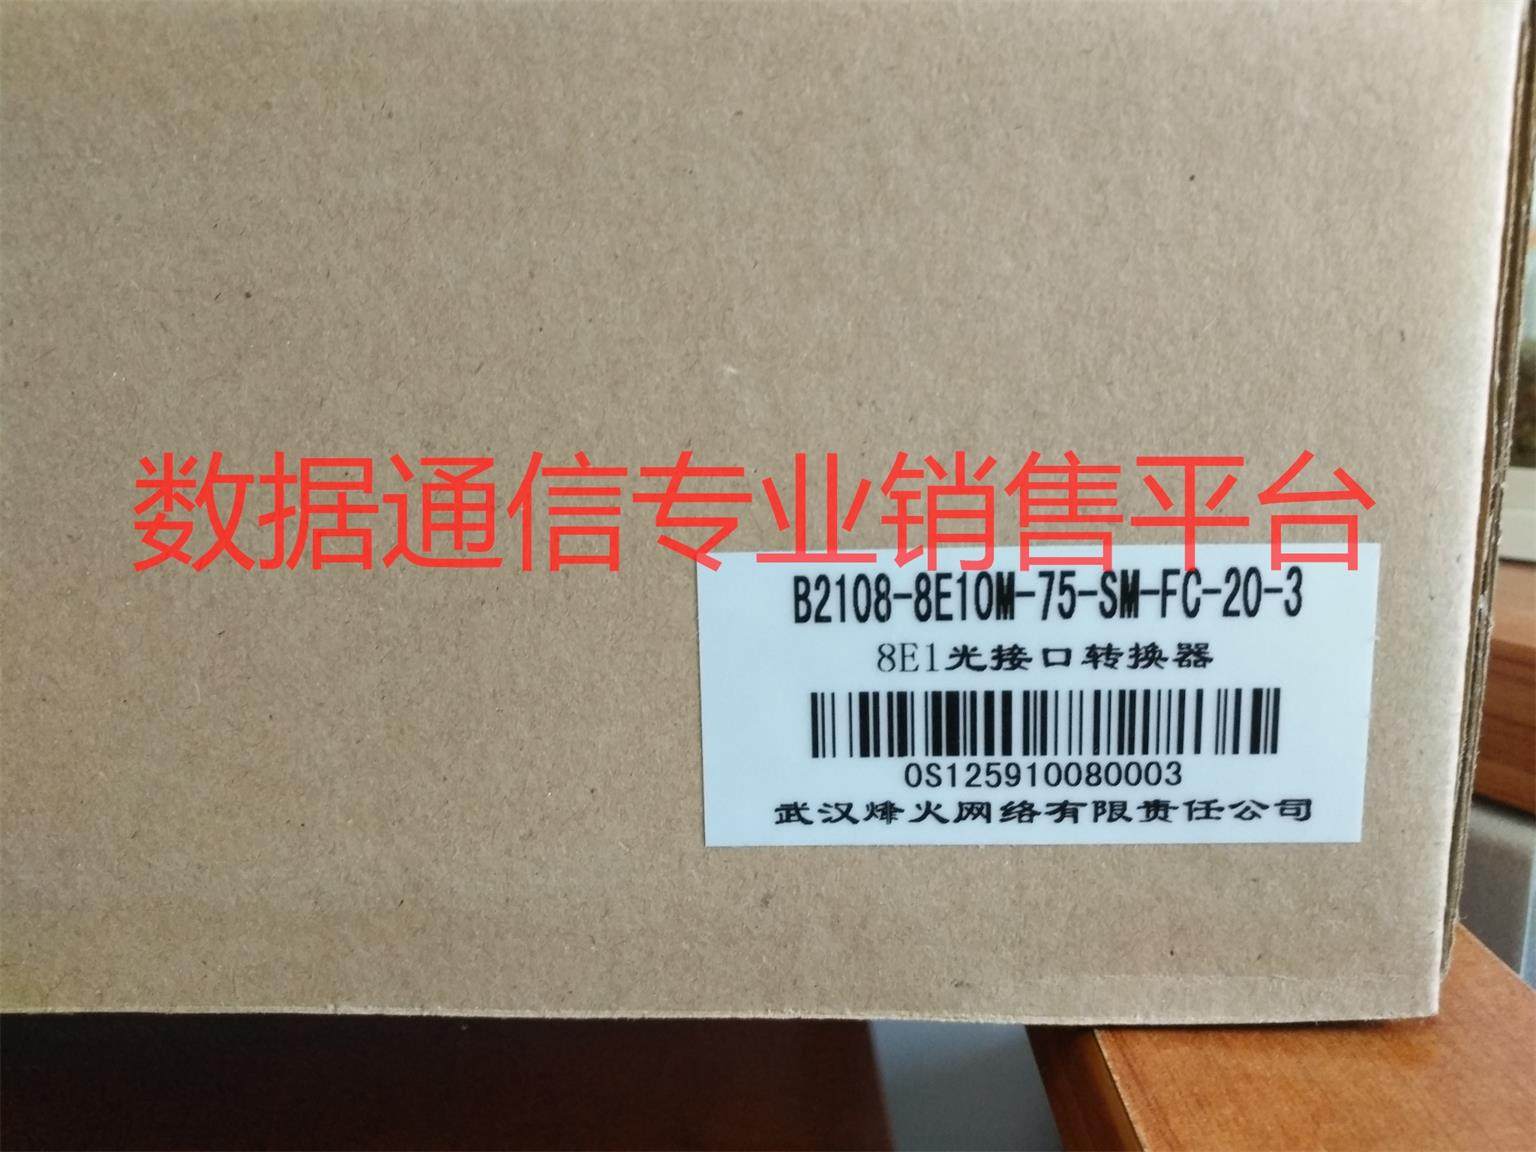 数据通信专业销售平台
B2108-8E10M-75-SM-FC-20-3
8E1光接口转换器
0S125910080003
武汉烽火网络有限责任公司